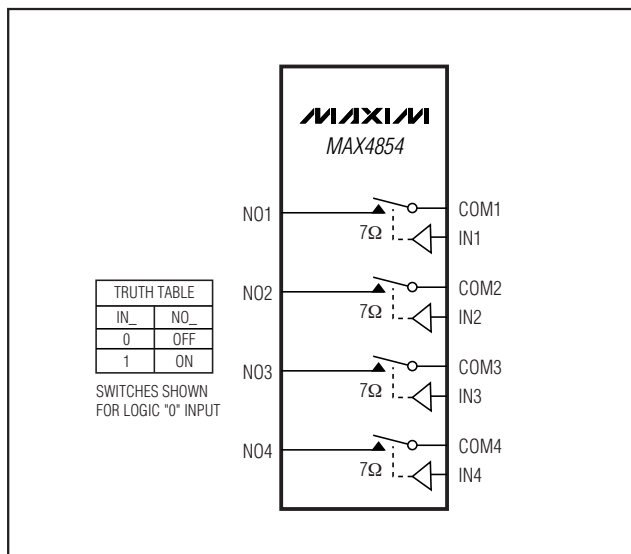 MAXIM
MAX4854
NO1
COM1
7Ω
IN1
NO2
COM2
7Ω
IN2
NO3
COM3
7Ω
IN3
NO4
COM4
7Ω
IN4
TRUTH TABLE
IN_ NO_
0 OFF
1 ON
SWITCHES SHOWN
FOR LOGIC "0" INPUT